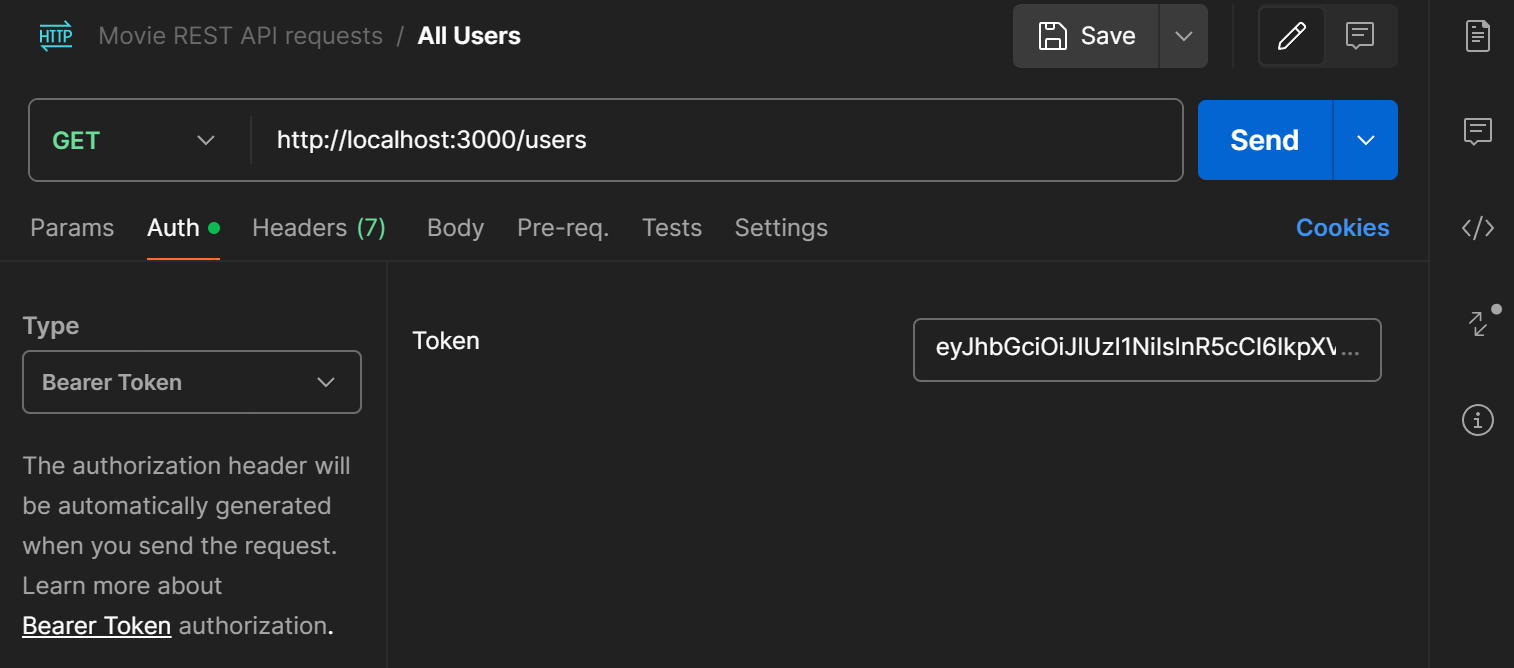 HTTP Movie REST API requests / All Users Save
GET http://localhost:3000/users Send
Params Auth Headers (7) Body Pre-req. Tests Settings Cookies
Type
Bearer Token
Token eyJhbGciOiJIUzI1NiIsInR5cCI6IkpXV...
The authorization header will
be automatically generated
when you send the request.
Learn more about
Bearer Token authorization.